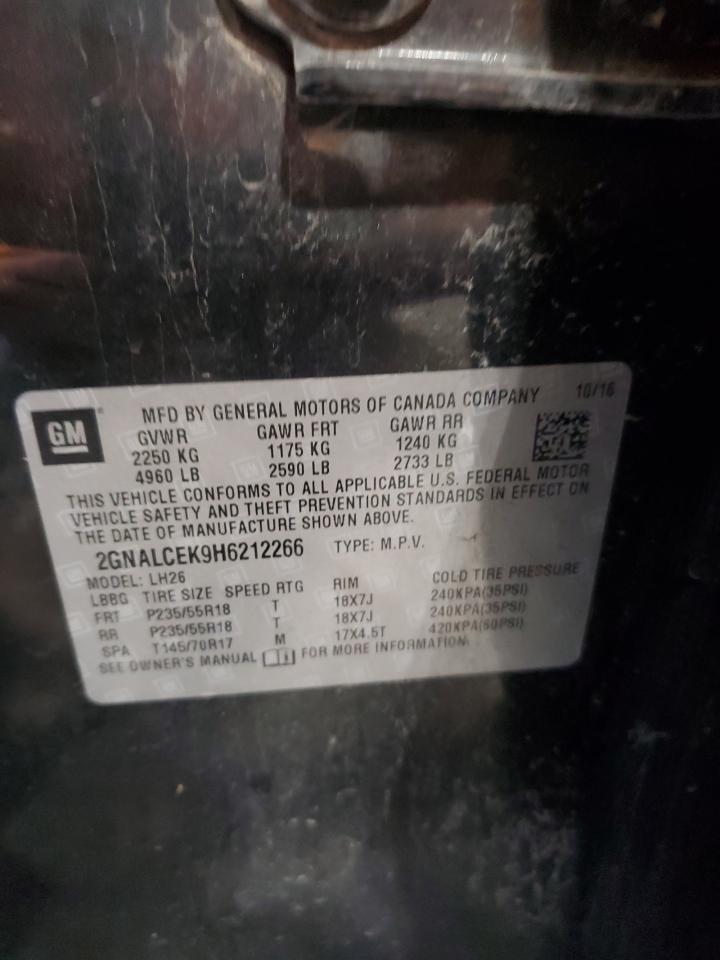 GM
MFD BY GENERAL MOTORS OF CANADA COMPANY 10/16
GVWR GAWR FRT GAWR RR
2250 KG 1175 KG 1240 KG
4960 LB 2590 LB 2733 LB
THIS VEHICLE CONFORMS TO ALL APPLICABLE U.S. FEDERAL MOTOR
VEHICLE SAFETY AND THEFT PREVENTION STANDARDS IN EFFECT ON
THE DATE OF MANUFACTURE SHOWN ABOVE.
2GNALCEK9H6212266 TYPE: M.P.V.
MODEL: LH26
LBBG TIRE SIZE SPEED RTG RIM COLD TIRE PRESSURE
FRT P235/55R18 T 18X7J 240KPA(35PSI)
RR P235/55R18 T 18X7J 240KPA(35PSI)
SPA T145/70R17 M 17X4.5T 420KPA(60PSI)
SEE OWNER'S MANUAL FOR MORE INFORMATION.